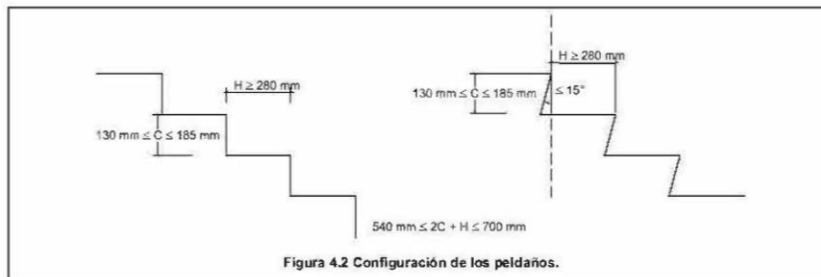 H ≥ 280 mm
130 mm ≤ C ≤ 185 mm
H ≥ 280 mm
130 mm ≤ C ≤ 185 mm
≤ 15°
540 mm ≤ 2C + H ≤ 700 mm
Figura 4.2 Configuración de los peldaños.